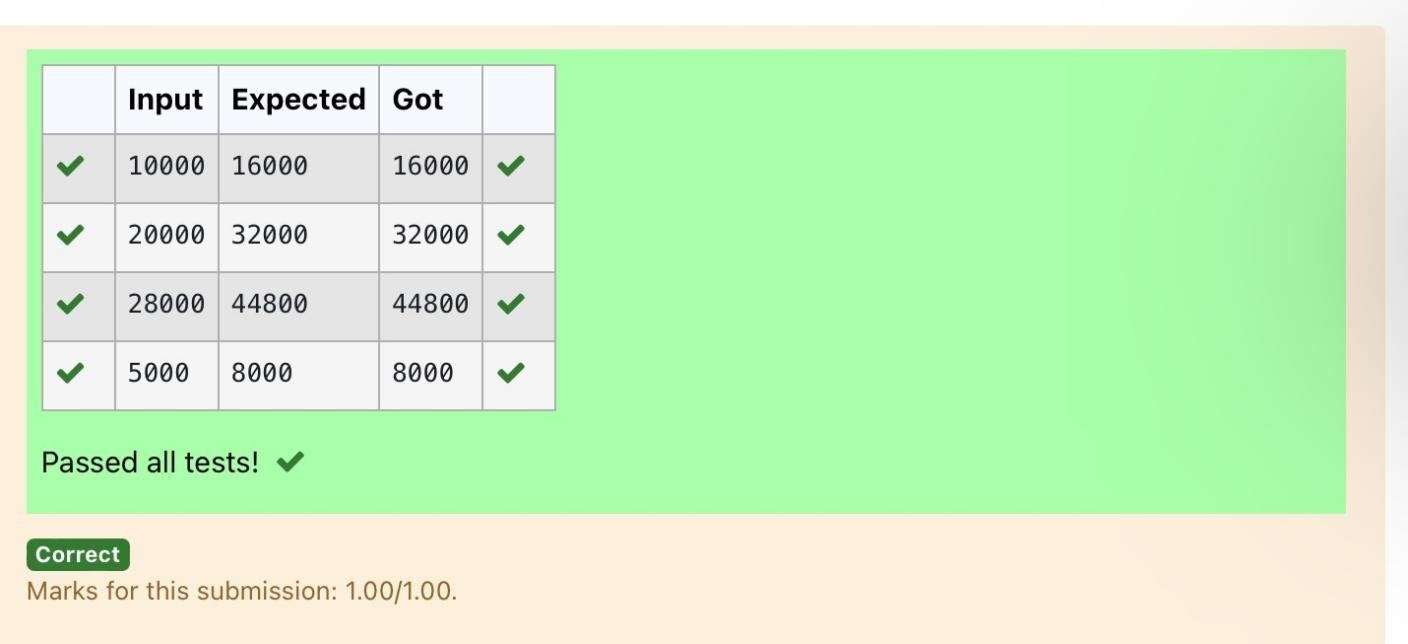 Input Expected Got
10000 16000 16000
20000 32000 32000
28000 44800 44800
5000 8000 8000
Passed all tests!
Correct
Marks for this submission: 1.00/1.00.